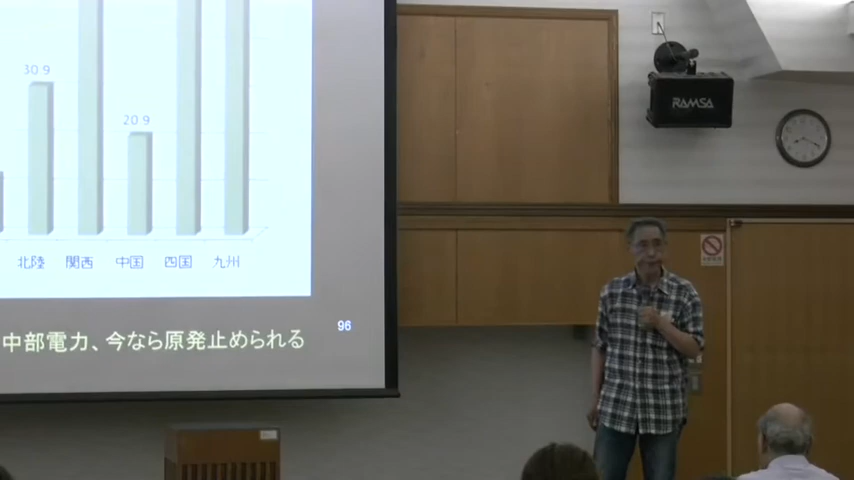 30.9
20.9
北陸 関西 中国 四国 九州
中部電力、今なら原発止められる
96
RAMSA